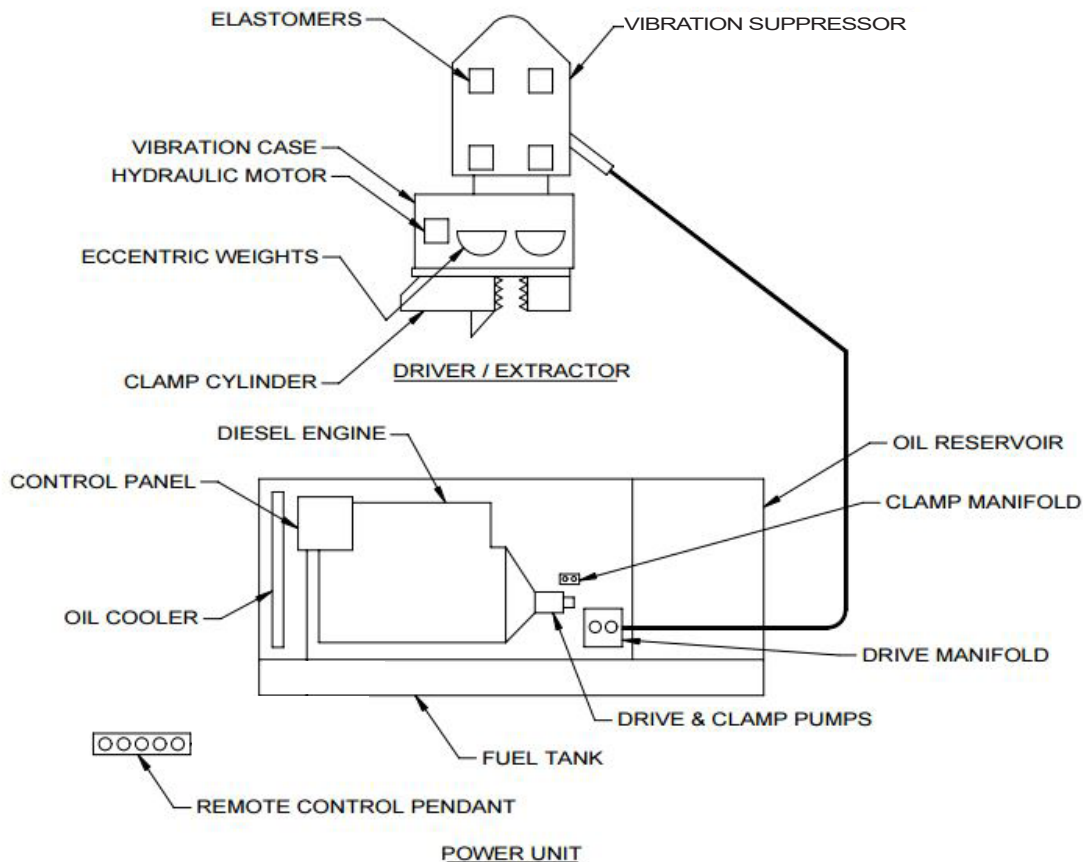 ELASTOMERS
VIBRATION SUPPRESSOR
VIBRATION CASE
HYDRAULIC MOTOR
ECCENTRIC WEIGHTS
CLAMP CYLINDER
DRIVER / EXTRACTOR
DIESEL ENGINE
OIL RESERVOIR
CONTROL PANEL
CLAMP MANIFOLD
OIL COOLER
DRIVE MANIFOLD
DRIVE & CLAMP PUMPS
FUEL TANK
REMOTE CONTROL PENDANT
POWER UNIT